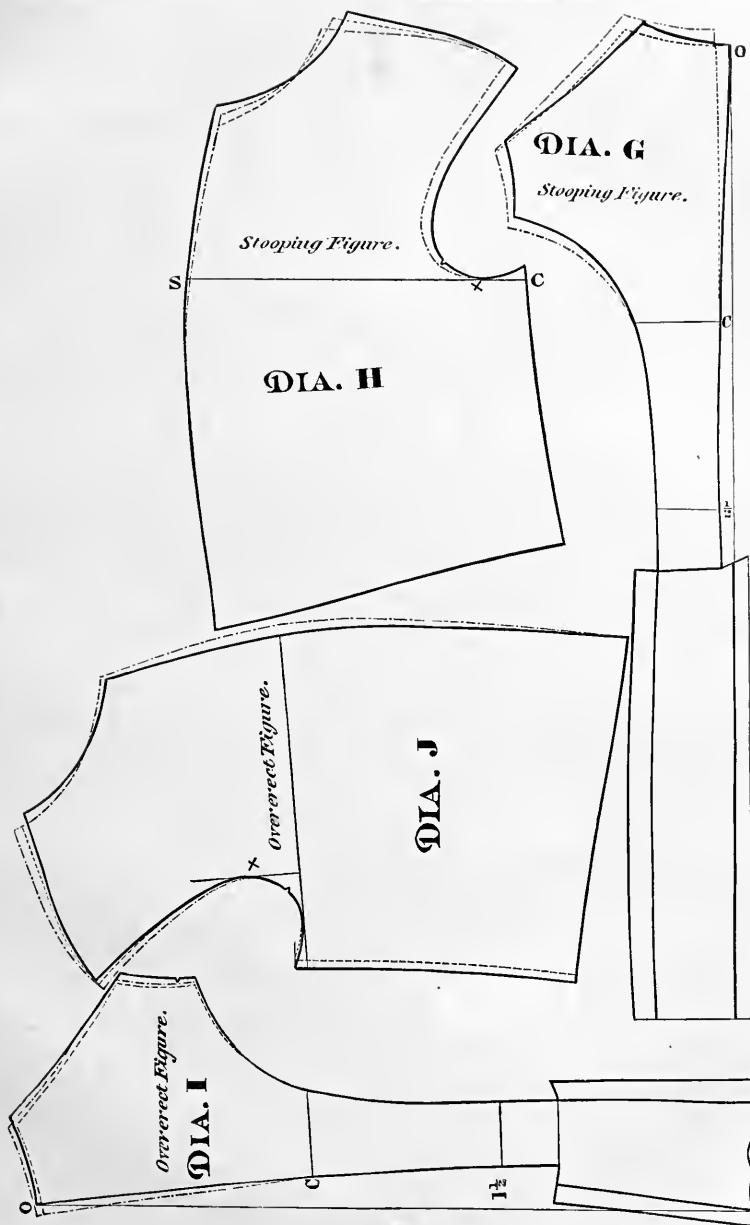 O
DIA. G
Stooping Figure.
Stooping Figure.
S
C
C
DIA. H
1/2
Overerect Figure.
DIA. J
Overerect Figure.
DIA. I
C
1½
O